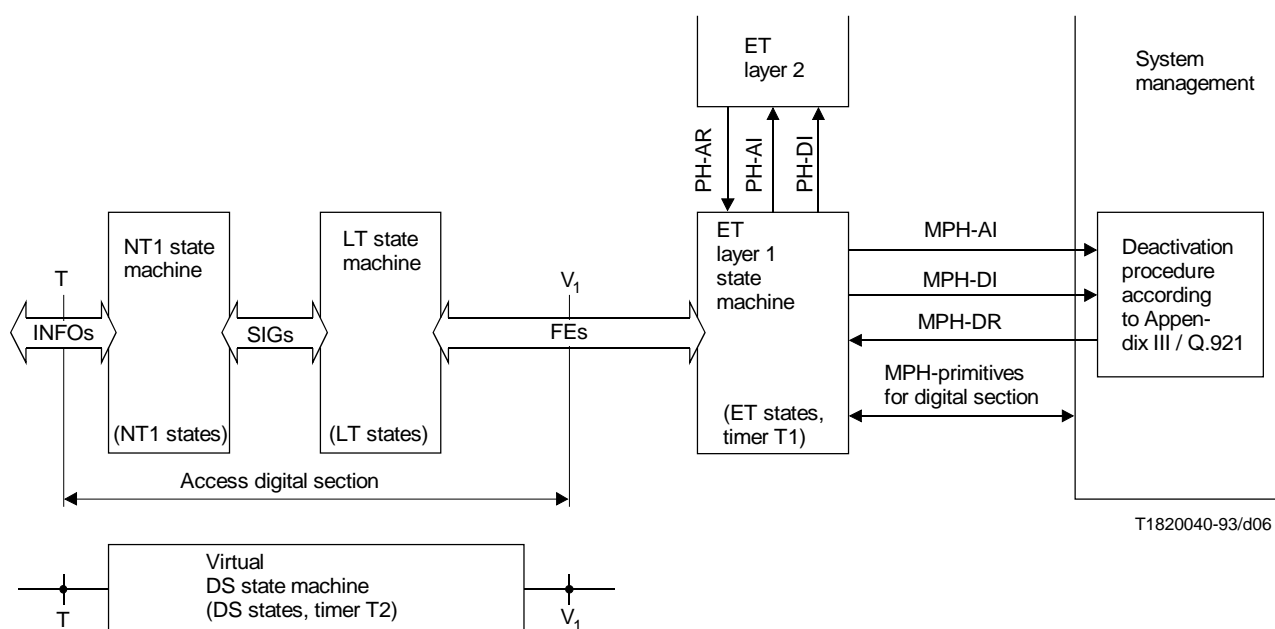 ET
layer 2
System
management
PH-AR
PH-AI
PH-DI
NT1 state
machine
LT state
machine
ET
layer 1
state
machine
MPH-AI
MPH-DI
MPH-DR
Deactivation
procedure
according
to Appen-
dix III / Q.921
T
V1
INFOs
SIGs
FEs
MPH-primitives
for digital section
(NT1 states)
(LT states)
(ET states,
timer T1)
Access digital section
T1820040-93/d06
Virtual
DS state machine
(DS states, timer T2)
T
V1